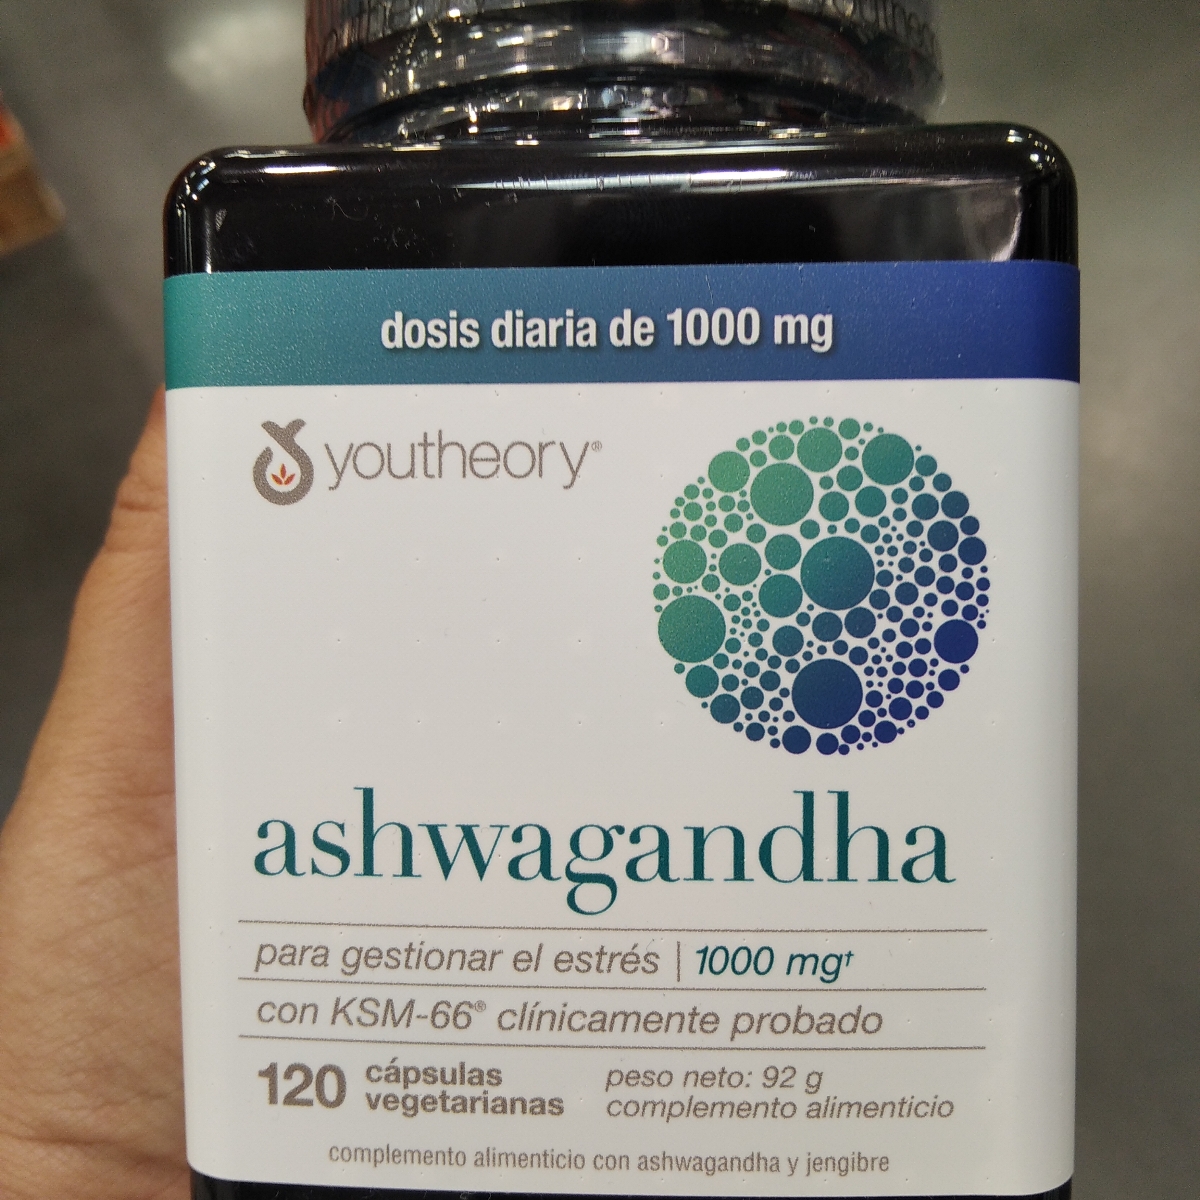 dosis diaria de 1000 mg
youtheory®
ashwagandha
para gestionar el estrés | 1000 mg†
con KSM-66® clínicamente probado
120 cápsulas vegetarianas
peso neto: 92 g
complemento alimenticio
complemento alimenticio con ashwagandha y jengibre